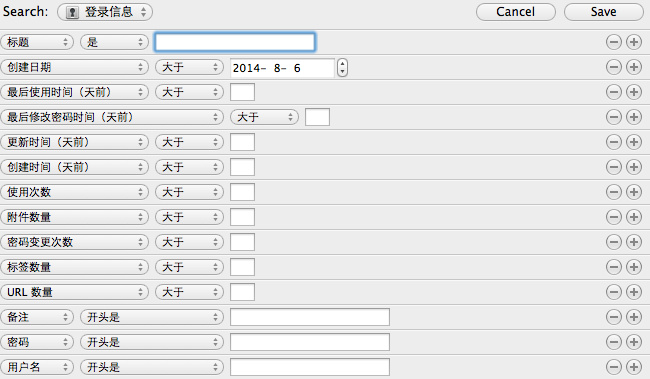 Search: 登录信息 Cancel Save
标题 是
创建日期 大于 2014- 8- 6
最后使用时间（天前） 大于
最后修改密码时间（天前） 大于
更新时间（天前） 大于
创建时间（天前） 大于
使用次数 大于
附件数量 大于
密码变更次数 大于
标签数量 大于
URL 数量 大于
备注 开头是
密码 开头是
用户名 开头是